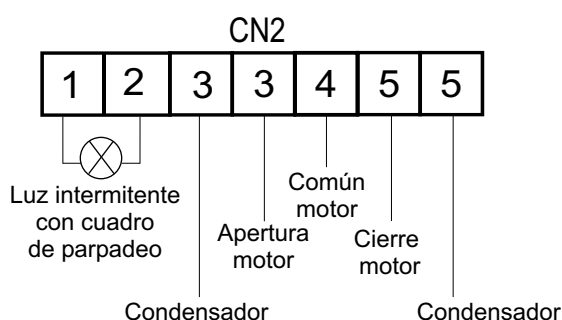 CN2
1 2 3 3 4 5 5
Luz intermitente
con cuadro
de parpadeo
Apertura
motor
Común
motor
Cierre
motor
Condensador
Condensador